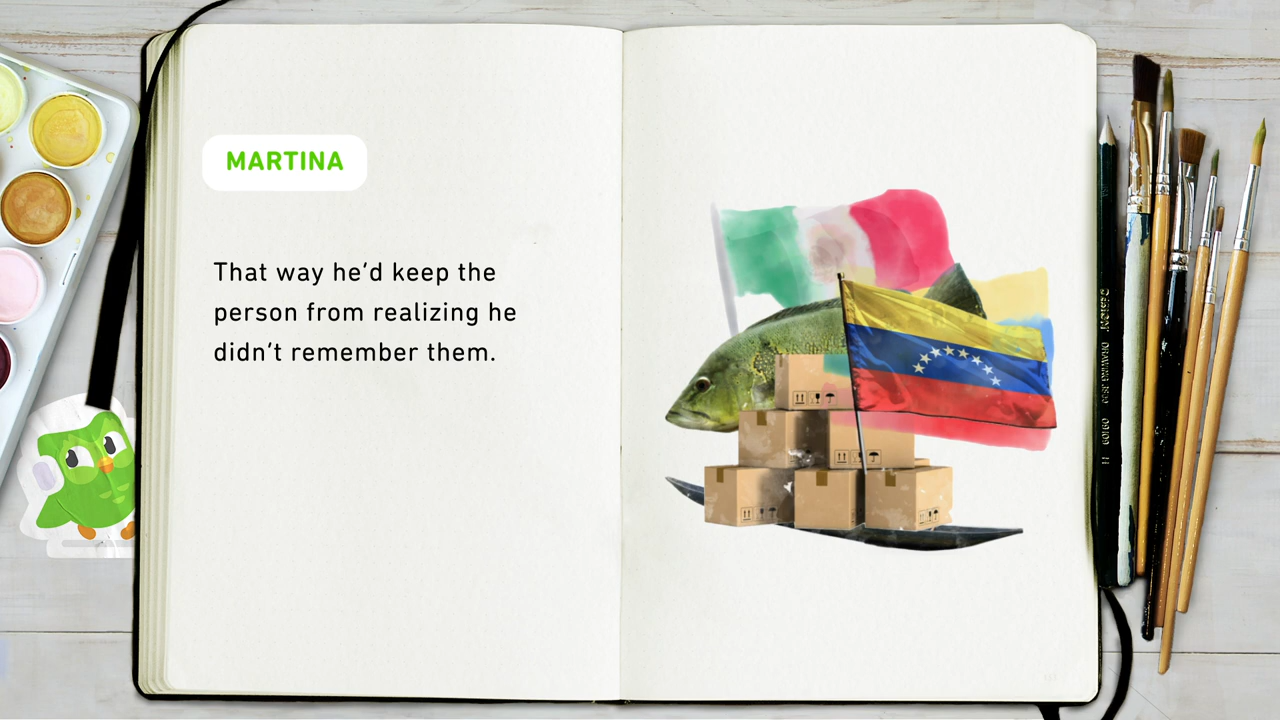 MARTINA
That way he’d keep the
person from realizing he
didn’t remember them.